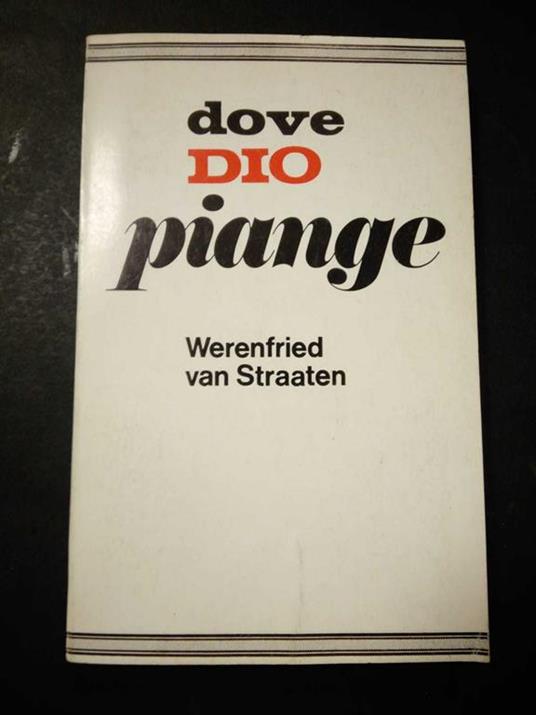 dove
DIO
piange
Werenfried
van Straaten